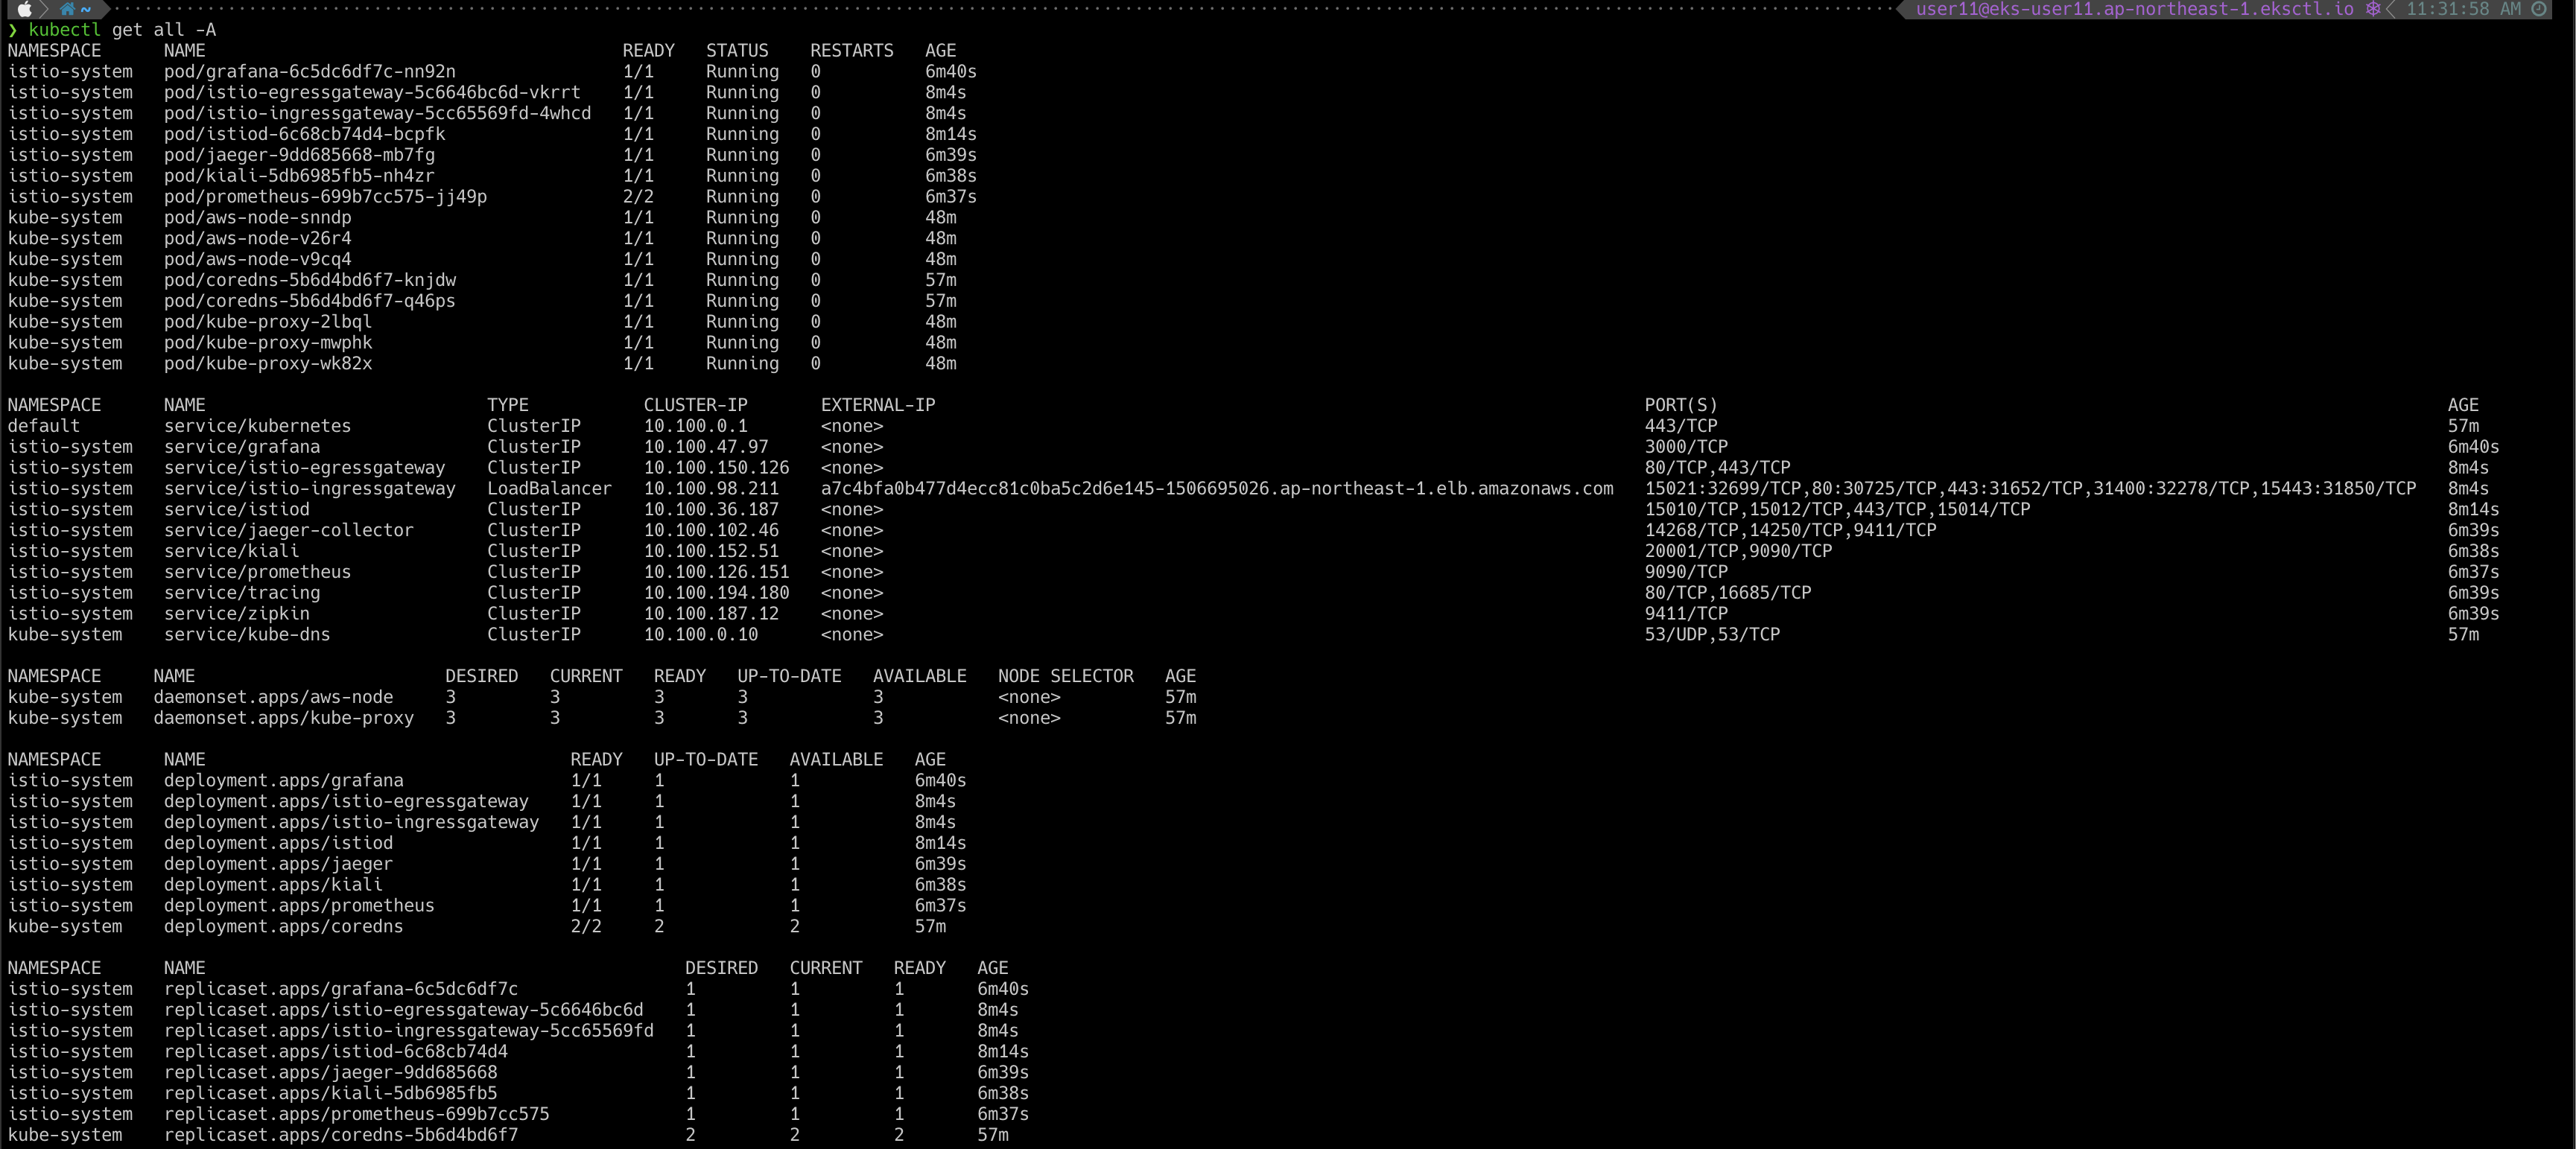 ~ user11@eks-user11.ap-northeast-1.eksctl.io 11:31:58 AM
❯ kubectl get all -A
NAMESPACE NAME READY STATUS RESTARTS AGE
istio-system pod/grafana-6c5dc6df7c-nn92n 1/1 Running 0 6m40s
istio-system pod/istio-egressgateway-5c6646bc6d-vkrrt 1/1 Running 0 8m4s
istio-system pod/istio-ingressgateway-5cc65569fd-4whcd 1/1 Running 0 8m4s
istio-system pod/istiod-6c68cb74d4-bcpfk 1/1 Running 0 8m14s
istio-system pod/jaeger-9dd685668-mb7fg 1/1 Running 0 6m39s
istio-system pod/kiali-5db6985fb5-nh4zr 1/1 Running 0 6m38s
istio-system pod/prometheus-699b7cc575-jj49p 2/2 Running 0 6m37s
kube-system pod/aws-node-snndp 1/1 Running 0 48m
kube-system pod/aws-node-v26r4 1/1 Running 0 48m
kube-system pod/aws-node-v9cq4 1/1 Running 0 48m
kube-system pod/coredns-5b6d4bd6f7-knjdw 1/1 Running 0 57m
kube-system pod/coredns-5b6d4bd6f7-q46ps 1/1 Running 0 57m
kube-system pod/kube-proxy-2lbql 1/1 Running 0 48m
kube-system pod/kube-proxy-mwphk 1/1 Running 0 48m
kube-system pod/kube-proxy-wk82x 1/1 Running 0 48m
NAMESPACE NAME TYPE CLUSTER-IP EXTERNAL-IP PORT(S) AGE
default service/kubernetes ClusterIP 10.100.0.1 <none> 443/TCP 57m
istio-system service/grafana ClusterIP 10.100.47.97 <none> 3000/TCP 6m40s
istio-system service/istio-egressgateway ClusterIP 10.100.150.126 <none> 80/TCP,443/TCP 8m4s
istio-system service/istio-ingressgateway LoadBalancer 10.100.98.211 a7c4bfa0b477d4ecc81c0ba5c2d6e145-1506695026.ap-northeast-1.elb.amazonaws.com 15021:32699/TCP,80:30725/TCP,443:31652/TCP,31400:32278/TCP,15443:31850/TCP 8m4s
istio-system service/istiod ClusterIP 10.100.36.187 <none> 15010/TCP,15012/TCP,443/TCP,15014/TCP 8m14s
istio-system service/jaeger-collector ClusterIP 10.100.102.46 <none> 14268/TCP,14250/TCP,9411/TCP 6m39s
istio-system service/kiali ClusterIP 10.100.152.51 <none> 20001/TCP,9090/TCP 6m38s
istio-system service/prometheus ClusterIP 10.100.126.151 <none> 9090/TCP 6m37s
istio-system service/tracing ClusterIP 10.100.194.180 <none> 80/TCP,16685/TCP 6m39s
istio-system service/zipkin ClusterIP 10.100.187.12 <none> 9411/TCP 6m39s
kube-system service/kube-dns ClusterIP 10.100.0.10 <none> 53/UDP,53/TCP 57m
NAMESPACE NAME DESIRED CURRENT READY UP-TO-DATE AVAILABLE NODE SELECTOR AGE
kube-system daemonset.apps/aws-node 3 3 3 3 3 <none> 57m
kube-system daemonset.apps/kube-proxy 3 3 3 3 3 <none> 57m
NAMESPACE NAME READY UP-TO-DATE AVAILABLE AGE
istio-system deployment.apps/grafana 1/1 1 1 6m40s
istio-system deployment.apps/istio-egressgateway 1/1 1 1 8m4s
istio-system deployment.apps/istio-ingressgateway 1/1 1 1 8m4s
istio-system deployment.apps/istiod 1/1 1 1 8m14s
istio-system deployment.apps/jaeger 1/1 1 1 6m39s
istio-system deployment.apps/kiali 1/1 1 1 6m38s
istio-system deployment.apps/prometheus 1/1 1 1 6m37s
kube-system deployment.apps/coredns 2/2 2 2 57m
NAMESPACE NAME DESIRED CURRENT READY AGE
istio-system replicaset.apps/grafana-6c5dc6df7c 1 1 1 6m40s
istio-system replicaset.apps/istio-egressgateway-5c6646bc6d 1 1 1 8m4s
istio-system replicaset.apps/istio-ingressgateway-5cc65569fd 1 1 1 8m4s
istio-system replicaset.apps/istiod-6c68cb74d4 1 1 1 8m14s
istio-system replicaset.apps/jaeger-9dd685668 1 1 1 6m39s
istio-system replicaset.apps/kiali-5db6985fb5 1 1 1 6m38s
istio-system replicaset.apps/prometheus-699b7cc575 1 1 1 6m37s
kube-system replicaset.apps/coredns-5b6d4bd6f7 2 2 2 57m